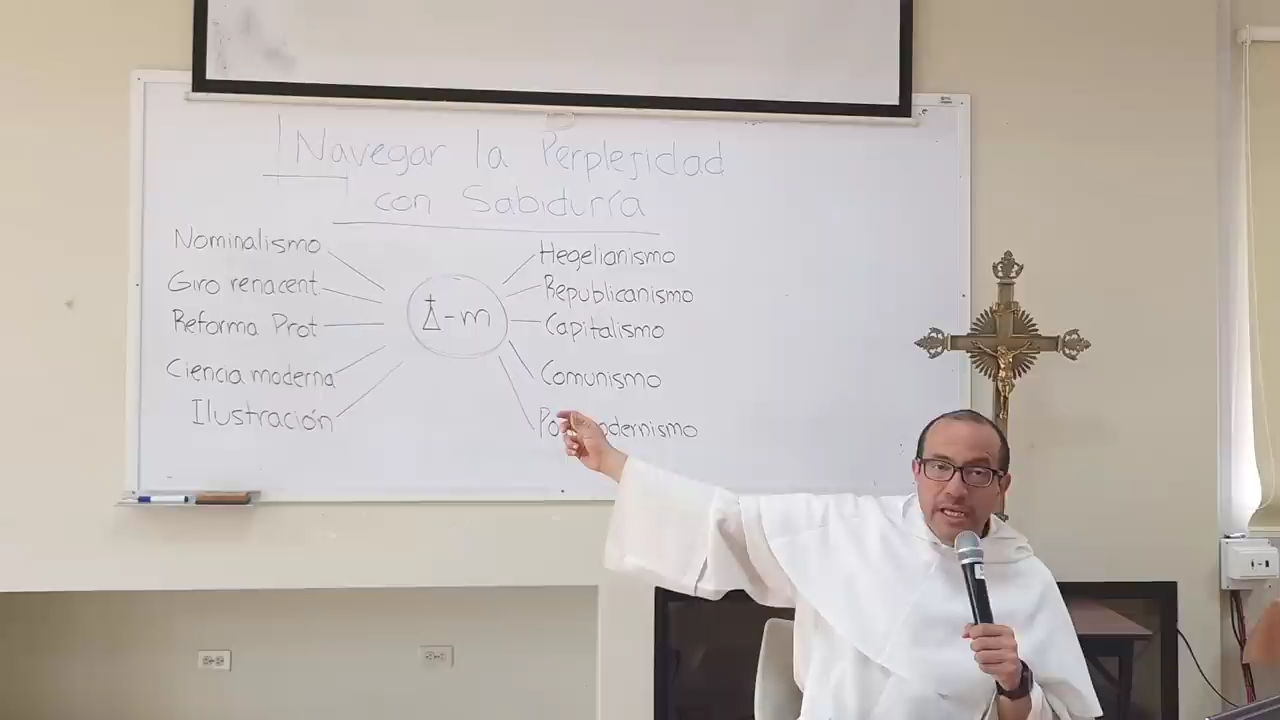 Navegar la Perplejidad
con Sabiduría
Nominalismo
Giro renacent.
Reforma Prot
Ciencia moderna
Ilustración
-m
Hegelianismo
Republicanismo
Capitalismo
Comunismo